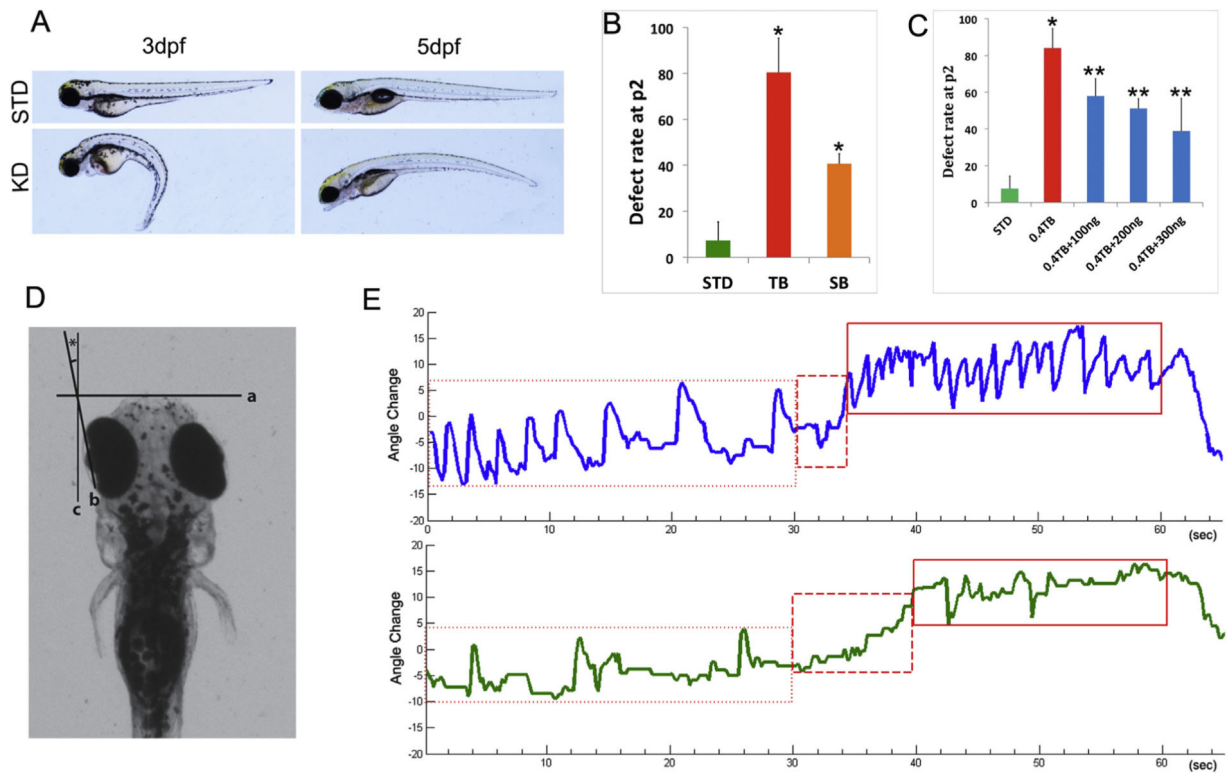 A
3dpf 5dpf
STD
KD
B
Defect rate at p2
100
80
60
40
20
0
*
*
STD TB SB
C
Defect rate at p2
100
80
60
40
20
0
*
**
**
**
STD
0.4TB
0.4TB+100ng
0.4TB+200ng
0.4TB+300ng
D
*
a
b
c
E
Angle Change
20
15
10
5
0
-5
-10
-15
-20
0 10 20 30 40 50 60 (sec)
Angle Change
20
15
10
5
0
-5
-10
-15
-20
10 20 30 40 50 60 (sec)